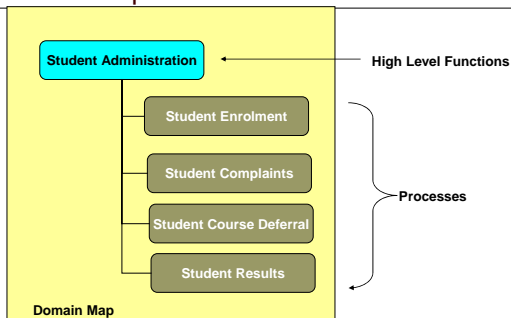 Student Administration
High Level Functions
Student Enrolment
Student Complaints
Processes
Student Course Deferral
Student Results
Domain Map